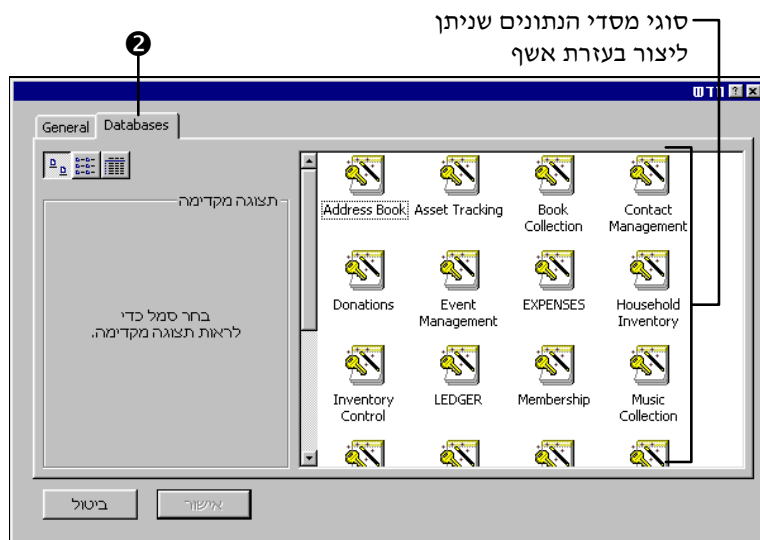 סוגי מסדי הנתונים שניתן
ליצור בעזרת אשף
2
חדש
General Databases
תצוגה מקדימה
בחר סמל כדי
לראות תצוגה מקדימה.
Address Book Asset Tracking Book Contact
Collection Management
Donations Event EXPENSES Household
Management Inventory
Inventory LEDGER Membership Music
Control Collection
ביטול אישור